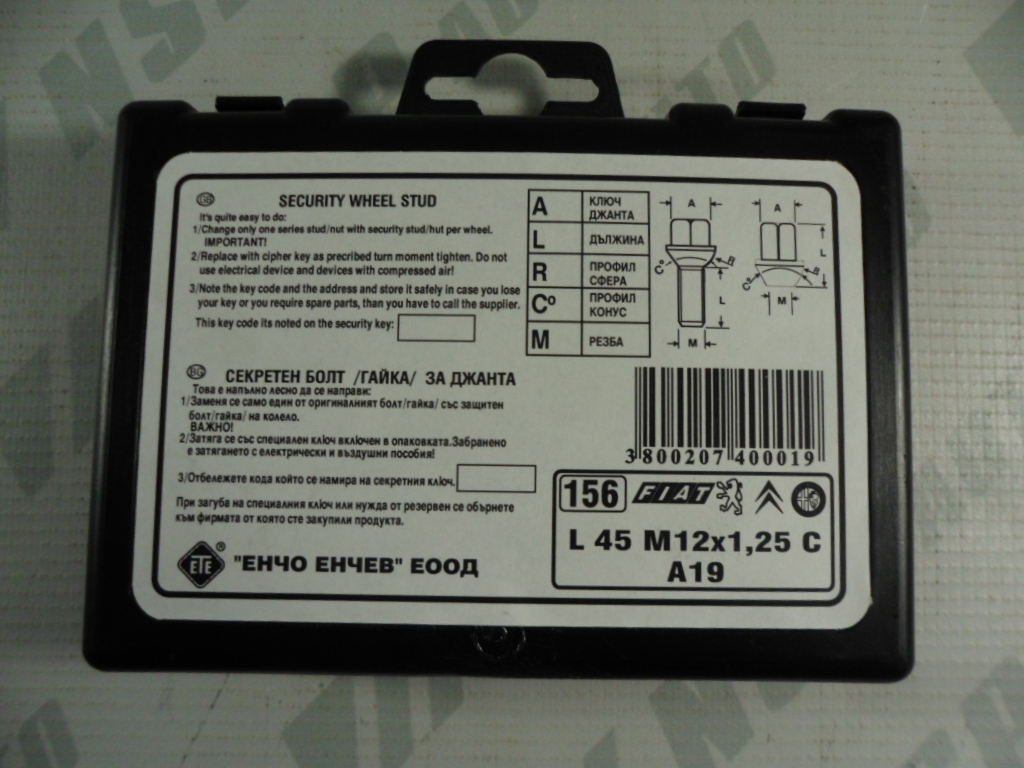 GB SECURITY WHEEL STUD
It's quite easy to do:
1/Change only one series stud/nut with security stud/hut per wheel.
IMPORTANT!
2/Replace with cipher key as precribed turn moment tighten. Do not
use electrical device and devices with compressed air!
3/Note the key code and the address and store it safely in case you lose
your key or you require spare parts, than you have to call the supplier.
This key code its noted on the security key:
BG СЕКРЕТЕН БОЛТ /ГАЙКА/ ЗА ДЖАНТА
Това е напълно лесно да се направи:
1/Заменя се само един от оригиналният болт/гайка/ със защитен
болт/гайка/ на колело.
ВАЖНО!
2/Затяга се със специален ключ включен в опаковката.Забранено
е затягането с електрически и въздушни пособия!
3/Отбележете кода който се намира на секретния ключ.
При загуба на специалния ключ или нужда от резервен се обърнете
към фирмата от която сте закупили продукта.
ETE ® "ЕНЧО ЕНЧЕВ" ЕООД
A КЛЮЧ ДЖАНТА
L ДЪЛЖИНА
R ПРОФИЛ СФЕРА
C° ПРОФИЛ КОНУС
M РЕЗБА
A
C°
R
L
M
A
C°
R
L
M
3800207400019
156 FIAT
L 45 M12x1,25 C
A19